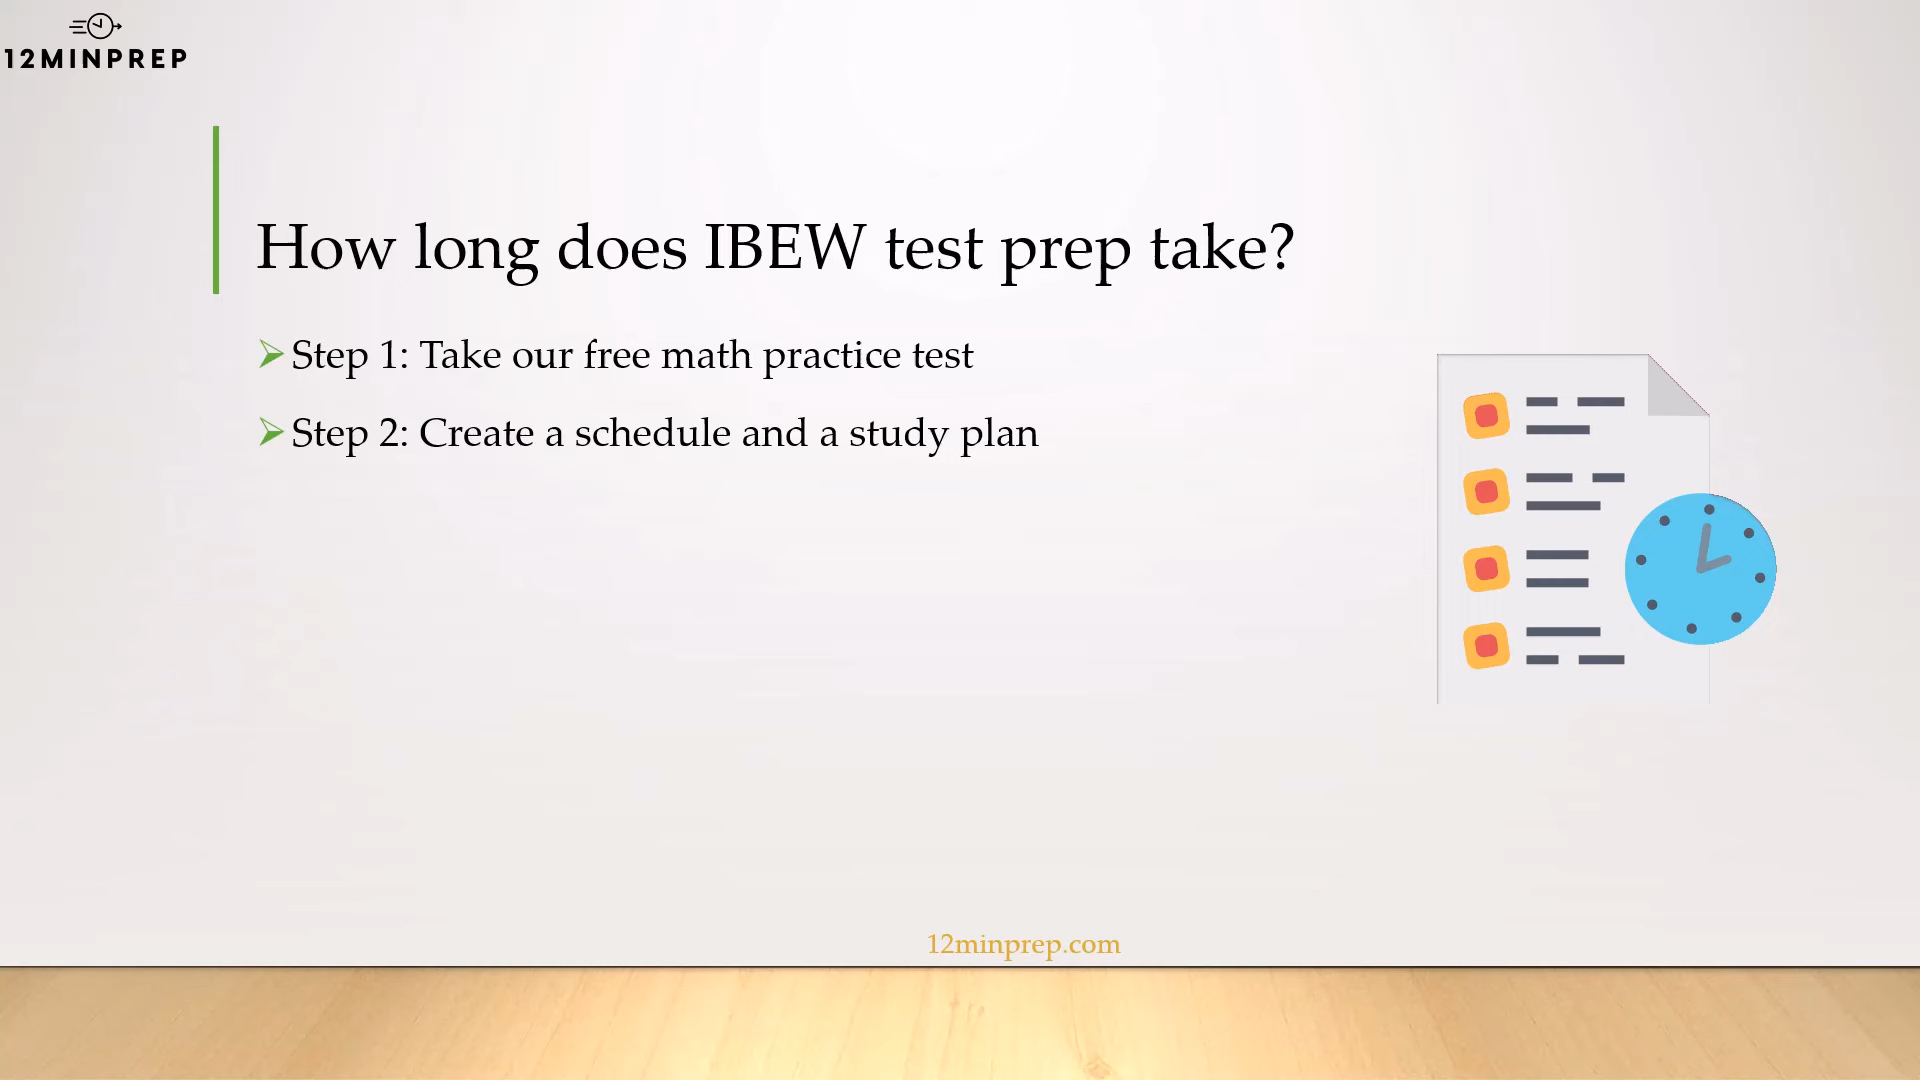 12MINPREP
How long does IBEW test prep take?
Step 1: Take our free math practice test
Step 2: Create a schedule and a study plan
12minprep.com